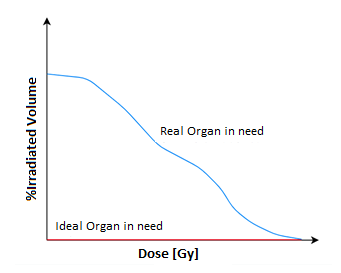 %Irradiated Volume
Real Organ in need
Ideal Organ in need
Dose [Gy]